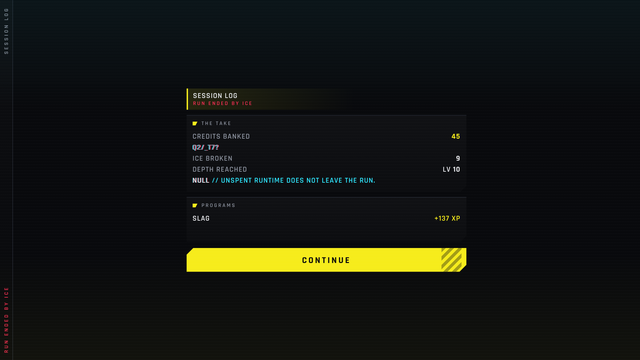 SESSION LOG
SESSION LOG
RUN ENDED BY ICE
THE TAKE
CREDITS BANKED 45
ICE BROKEN 9
DEPTH REACHED LV 10
NULL // UNSPENT RUNTIME DOES NOT LEAVE THE RUN.
PROGRAMS
SLAG +137 XP
CONTINUE
RUN ENDED BY ICE